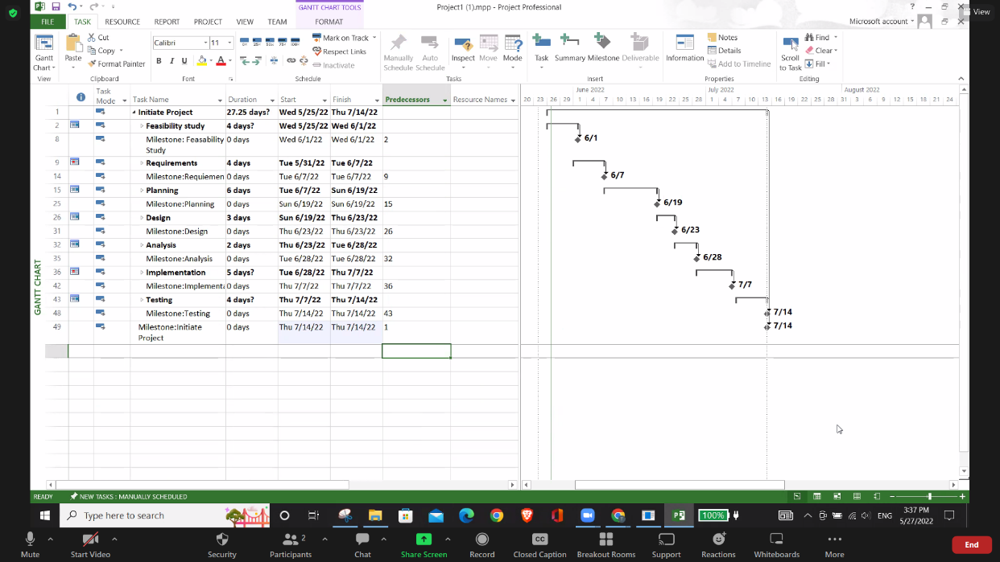 GANTT CHART TOOLS
Project1 (1).mpp - Project Professional
View
FILE TASK RESOURCE REPORT PROJECT VIEW TEAM FORMAT
Microsoft account
Gantt Chart
View
Paste
Cut
Copy
Format Painter
Clipboard
Calibri 11
B I U A
Font
Mark on Track
Respect Links
Inactivate
Schedule
Manually Schedule
Auto Schedule
Inspect Move Mode
Tasks
Task Summary Milestone Deliverable
Insert
Information
Notes
Details
Add to Timeline
Properties
Scroll to Task
Find
Clear
Fill
Editing
Task Mode Task Name Duration Start Finish Predecessors Resource Names
June 2022 July 2022 August 2022
20 23 26 29 1 4 7 10 13 16 19 22 25 28 1 4 7 10 13 16 19 22 25 28 31 3 6 9 12 15 18 21 24
1 Initiate Project 27.25 days? Wed 5/25/22 Thu 7/14/22
2 Feasibility study 4 days? Wed 5/25/22 Wed 6/1/22
8 Milestone: Feasability Study 0 days Wed 6/1/22 Wed 6/1/22 2 6/1
9 Requirements 4 days Tue 5/31/22 Tue 6/7/22
14 Milestone:Requiemen 0 days Tue 6/7/22 Tue 6/7/22 9 6/7
15 Planning 6 days Tue 6/7/22 Sun 6/19/22
25 Milestone:Planning 0 days Sun 6/19/22 Sun 6/19/22 15 6/19
26 Design 3 days Sun 6/19/22 Thu 6/23/22
31 Milestone:Design 0 days Thu 6/23/22 Thu 6/23/22 26 6/23
32 Analysis 2 days Thu 6/23/22 Tue 6/28/22
35 Milestone:Analysis 0 days Tue 6/28/22 Tue 6/28/22 32 6/28
36 Implementation 5 days? Tue 6/28/22 Thu 7/7/22
42 Milestone:Implementa 0 days Thu 7/7/22 Thu 7/7/22 36 7/7
43 Testing 4 days? Thu 7/7/22 Thu 7/14/22
48 Milestone:Testing 0 days Thu 7/14/22 Thu 7/14/22 43 7/14
49 Milestone:Initiate Project 0 days Thu 7/14/22 Thu 7/14/22 1 7/14
GANTT CHART
READY NEW TASKS : MANUALLY SCHEDULED
Type here to search
100%
ENG
3:37 PM
5/27/2022
Mute Start Video Security Participants 2 Chat Share Screen Record CC Closed Caption Breakout Rooms Support Reactions Whiteboards More End